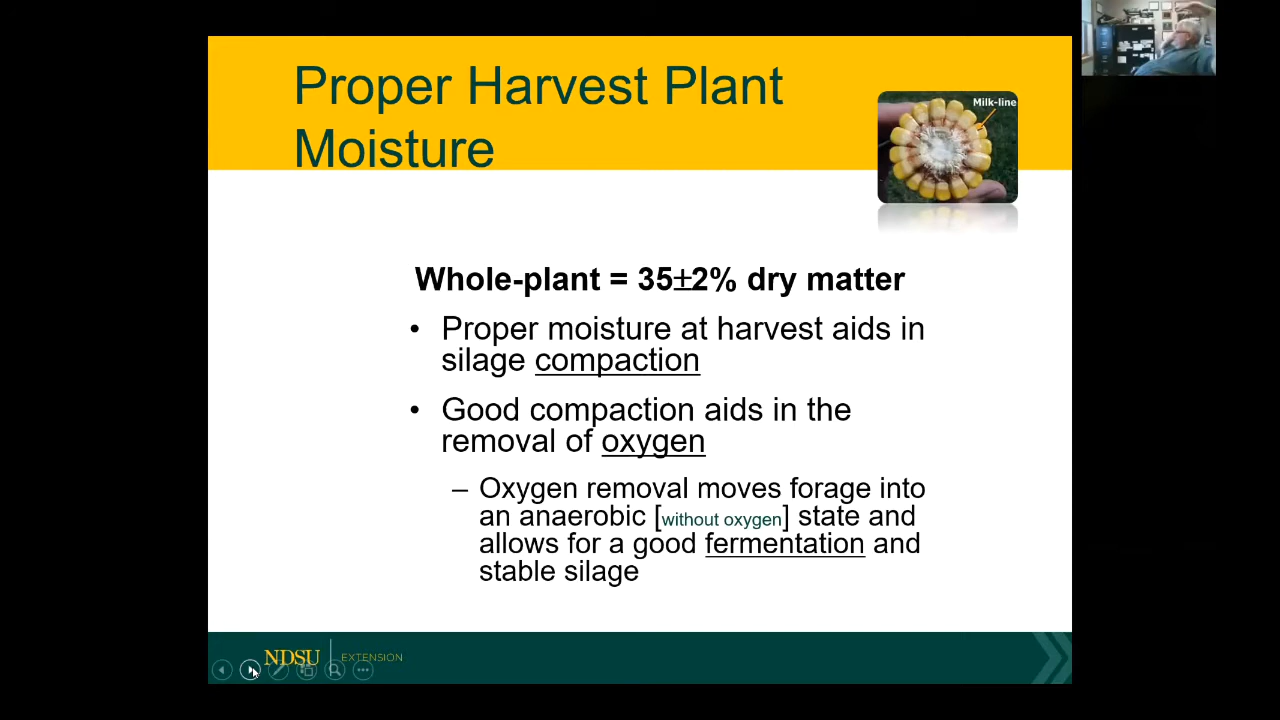 Proper Harvest Plant
Moisture
Milk-line
Whole-plant = 35±2% dry matter
• Proper moisture at harvest aids in
silage compaction
• Good compaction aids in the
removal of oxygen
– Oxygen removal moves forage into
an anaerobic [without oxygen] state and
allows for a good fermentation and
stable silage
NDSU EXTENSION